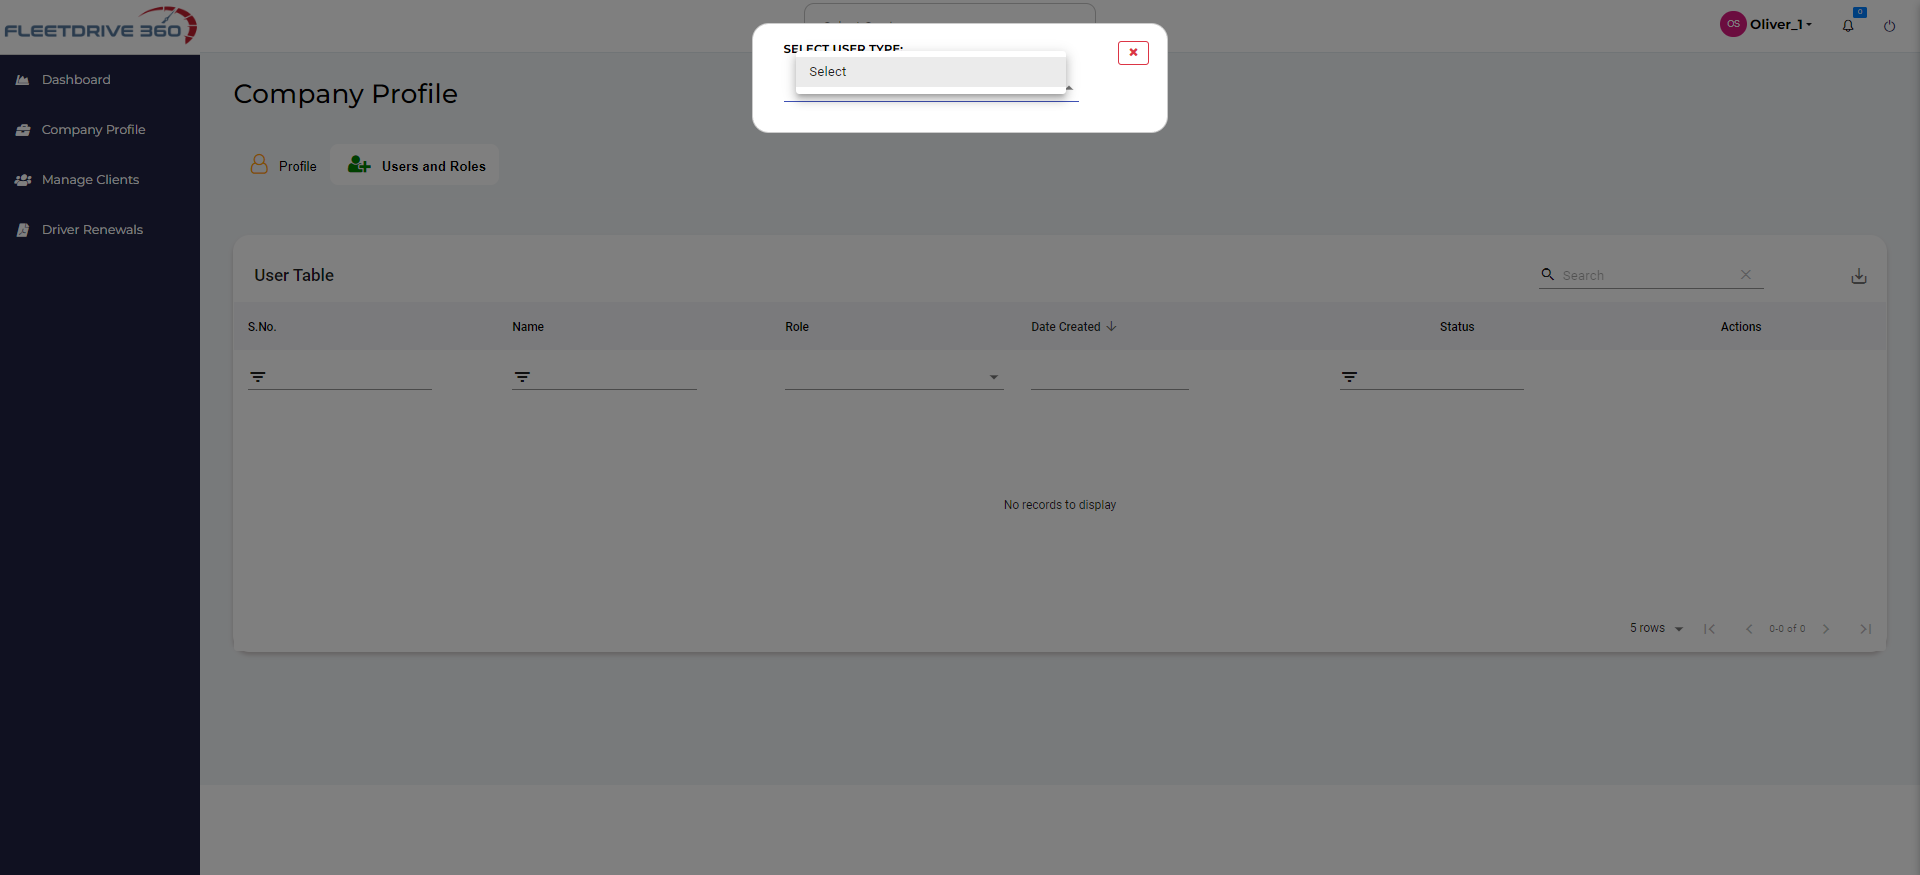 FLEETDRIVE 360
OS
Oliver_1
0
SELECT USER TYPE:
Select
Dashboard
Company Profile
Manage Clients
Driver Renewals
Company Profile
Profile
Users and Roles
User Table
Search
S.No.
Name
Role
Date Created
Status
Actions
No records to display
5 rows
0-0 of 0